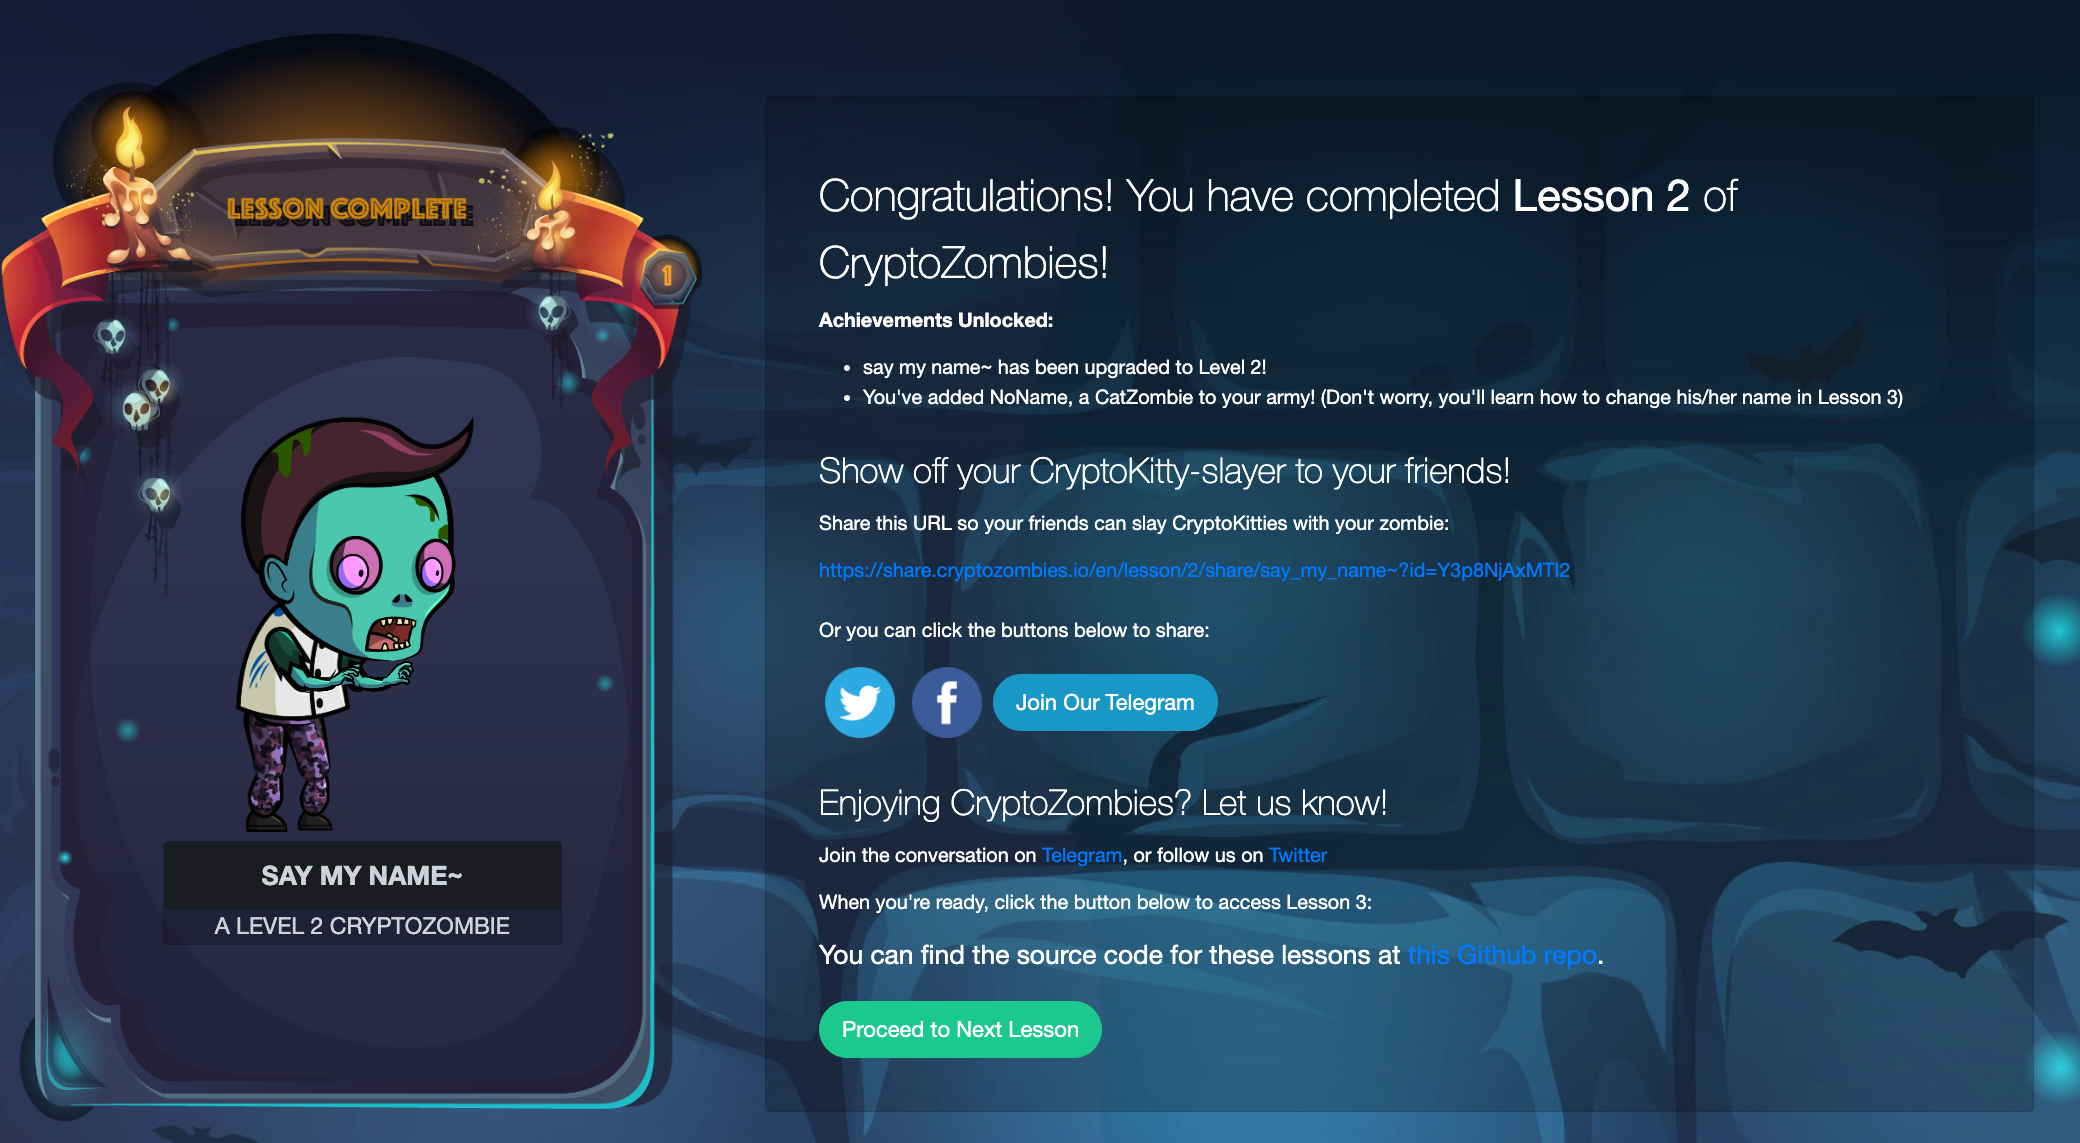 LESSON COMPLETE
1
SAY MY NAME~
A LEVEL 2 CRYPTOZOMBIE
Congratulations! You have completed Lesson 2 of
CryptoZombies!
Achievements Unlocked:
• say my name~ has been upgraded to Level 2!
• You've added NoName, a CatZombie to your army! (Don't worry, you'll learn how to change his/her name in Lesson 3)
Show off your CryptoKitty-slayer to your friends!
Share this URL so your friends can slay CryptoKitties with your zombie:
https://share.cryptozombies.io/en/lesson/2/share/say_my_name~?id=Y3p8NjAxMTI2
Or you can click the buttons below to share:
Join Our Telegram
Enjoying CryptoZombies? Let us know!
Join the conversation on Telegram, or follow us on Twitter
When you're ready, click the button below to access Lesson 3:
You can find the source code for these lessons at this Github repo.
Proceed to Next Lesson